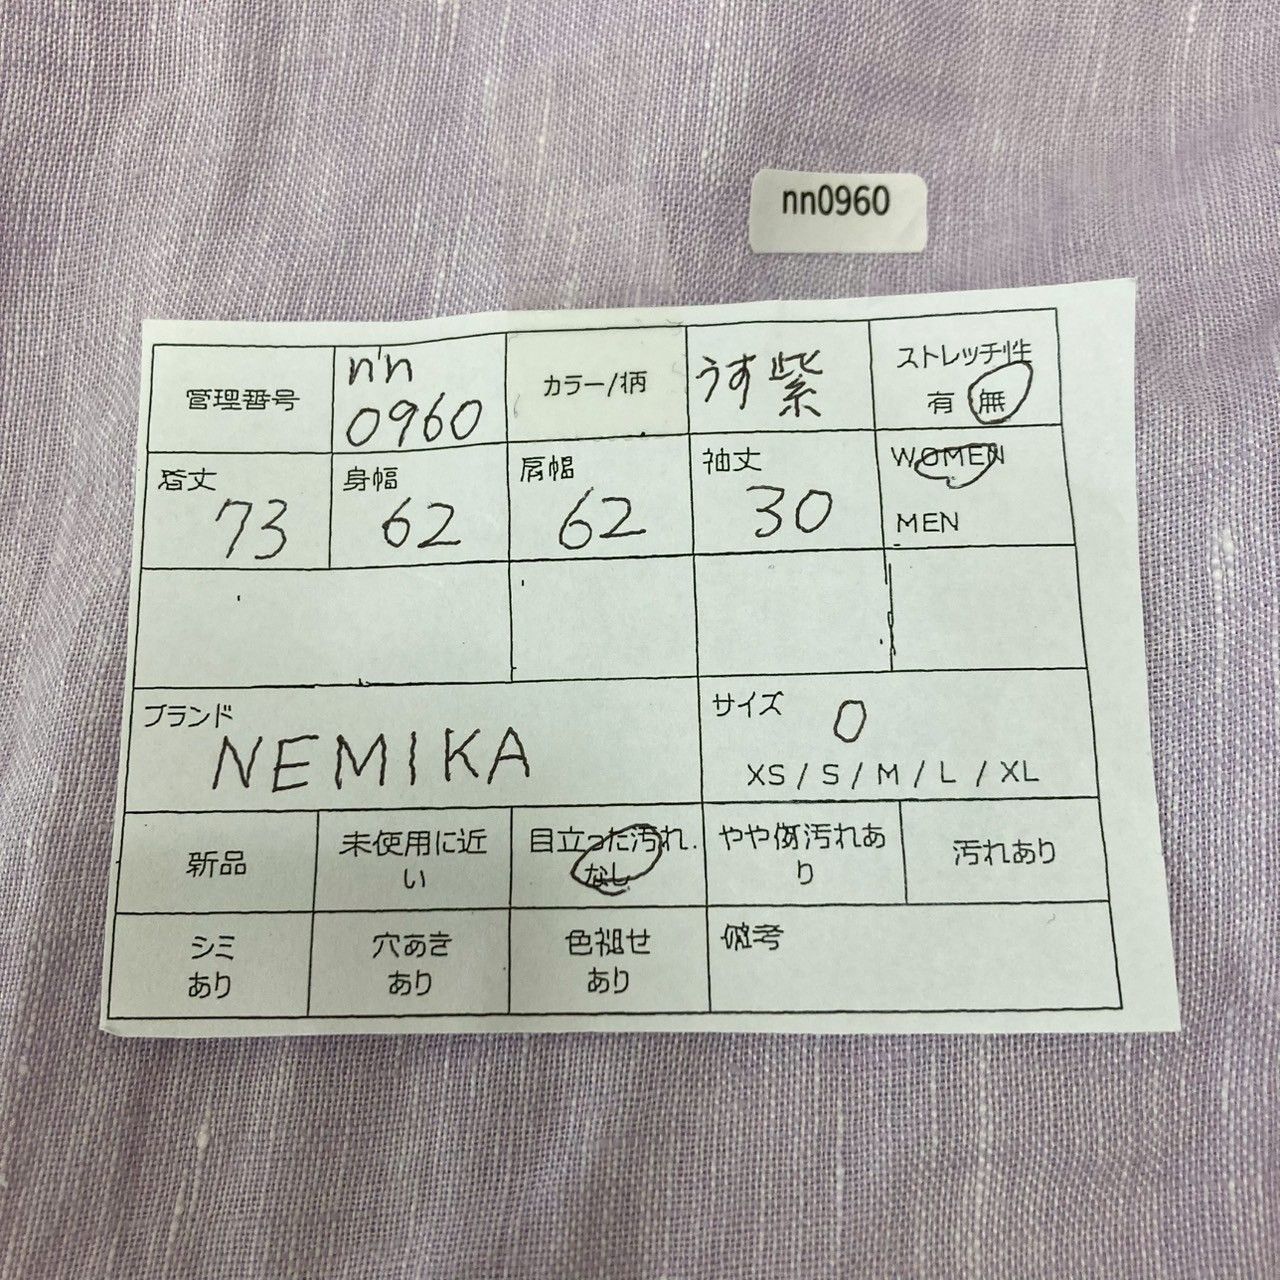 nn0960
管理番号
nn
0960
カラー/柄
うす紫
ストレッチ性
有 無
着丈
73
身幅
62
肩幅
62
袖丈
30
WOMEN
MEN
ブランド
NEMIKA
サイズ
0
XS / S / M / L / XL
新品
未使用に近
い
目立った汚れ
なし
やや傷汚れあ
り
汚れあり
シミ
あり
穴あき
あり
色褪せ
あり
備考